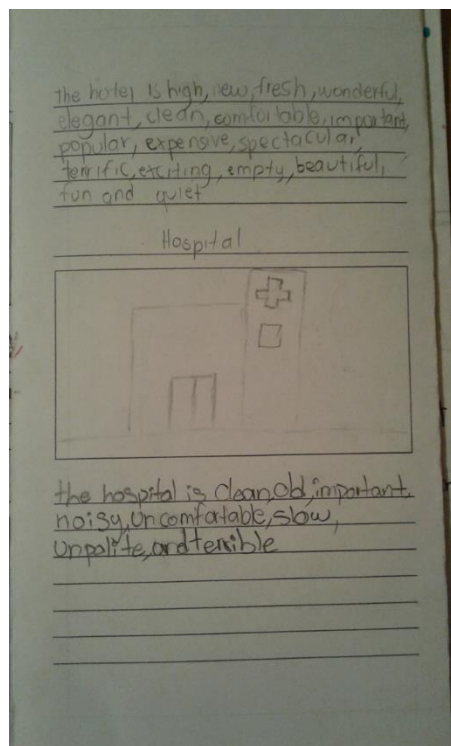 the hotel is high, new, fresh, wonderful,
elegant, clean, comfortable, important,
popular, expensive, spectacular,
terrific, exciting, empty, beautiful,
fun and quiet
Hospital
the hospital is clean, old, important,
noisy, uncomfortable, slow,
unpolite, and terrible